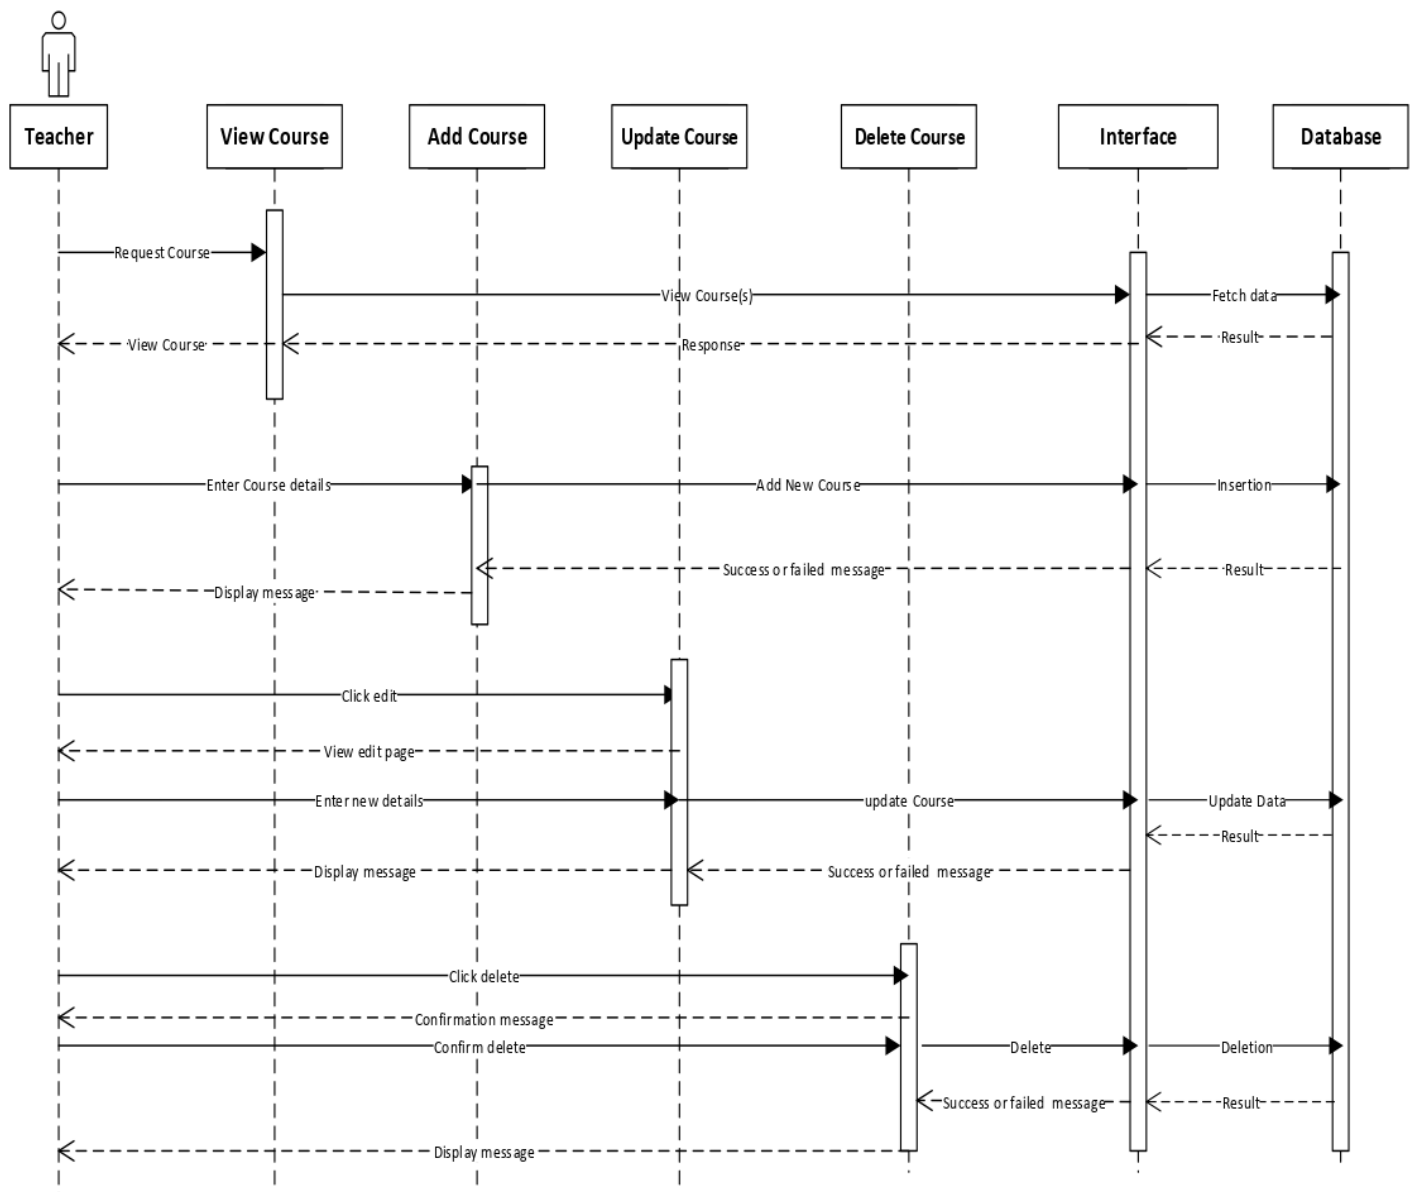 Teacher
View Course
Add Course
Update Course
Delete Course
Interface
Database
Request Course
View Course(s)
Fetch data
Result
View Course
Response
Enter Course details
Add New Course
Insertion
Success or failed message
Result
Display message
Click edit
View edit page
Enter new details
update Course
Update Data
Result
Display message
Success or failed message
Click delete
Confirmation message
Confirm delete
Delete
Deletion
Success or failed message
Result
Display message